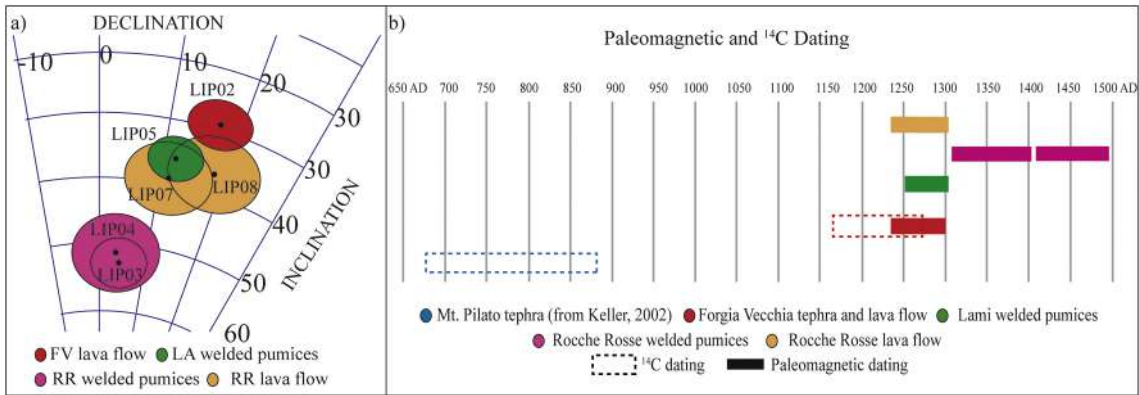 a)
DECLINATION
-10
0
10
20
30
LIP02
LIP05
LIP07
LIP08
30
40
LIP04
LIP03
50
60
INCLINATION
FV lava flow
LA welded pumices
RR welded pumices
RR lava flow
b)
Paleomagnetic and ¹⁴C Dating
650 AD 700 750 800 850 900 950 1000 1050 1100 1150 1200 1250 1300 1350 1400 1450 1500 AD
Mt. Pilato tephra (from Keller, 2002)
Forgia Vecchia tephra and lava flow
Lami welded pumices
Rocche Rosse welded pumices
Rocche Rosse lava flow
¹⁴C dating
Paleomagnetic dating